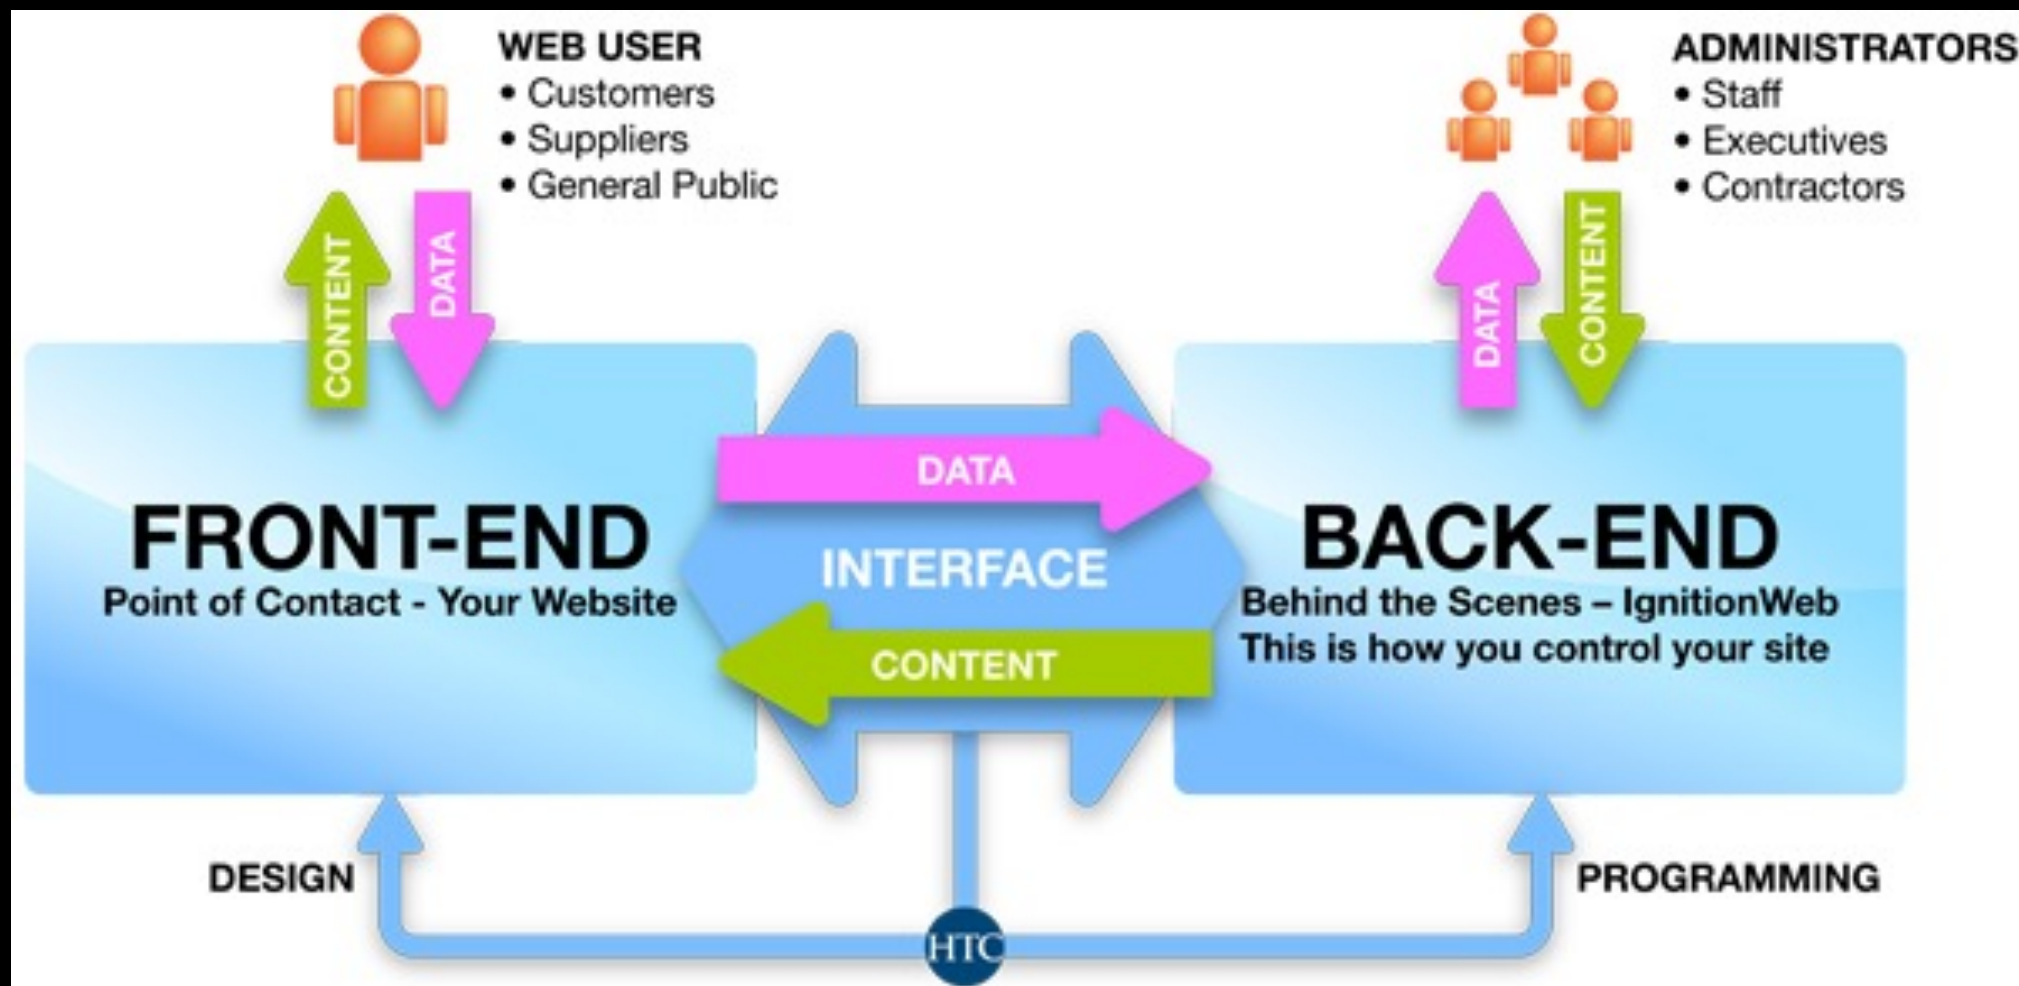 WEB USER
• Customers
• Suppliers
• General Public
ADMINISTRATORS
• Staff
• Executives
• Contractors
CONTENT
DATA
DATA
CONTENT
DATA
INTERFACE
CONTENT
FRONT-END
Point of Contact - Your Website
BACK-END
Behind the Scenes – IgnitionWeb
This is how you control your site
DESIGN
PROGRAMMING
HTC